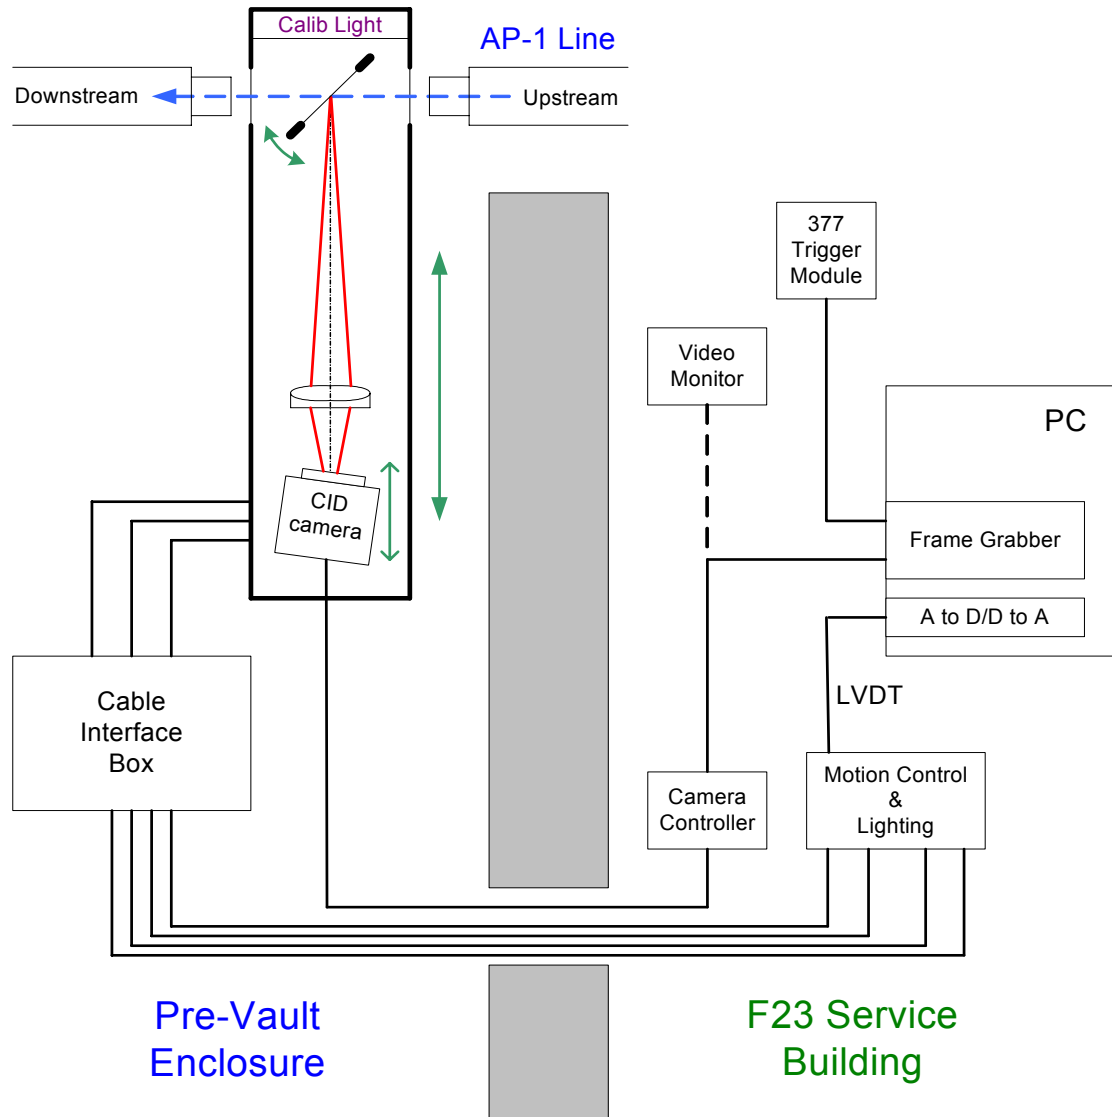 Calib Light
AP-1 Line
Downstream
Upstream
377
Trigger
Module
Video
Monitor
PC
CID
camera
Frame Grabber
A to D/D to A
LVDT
Cable
Interface
Box
Camera
Controller
Motion Control
&
Lighting
Pre-Vault
Enclosure
F23 Service
Building